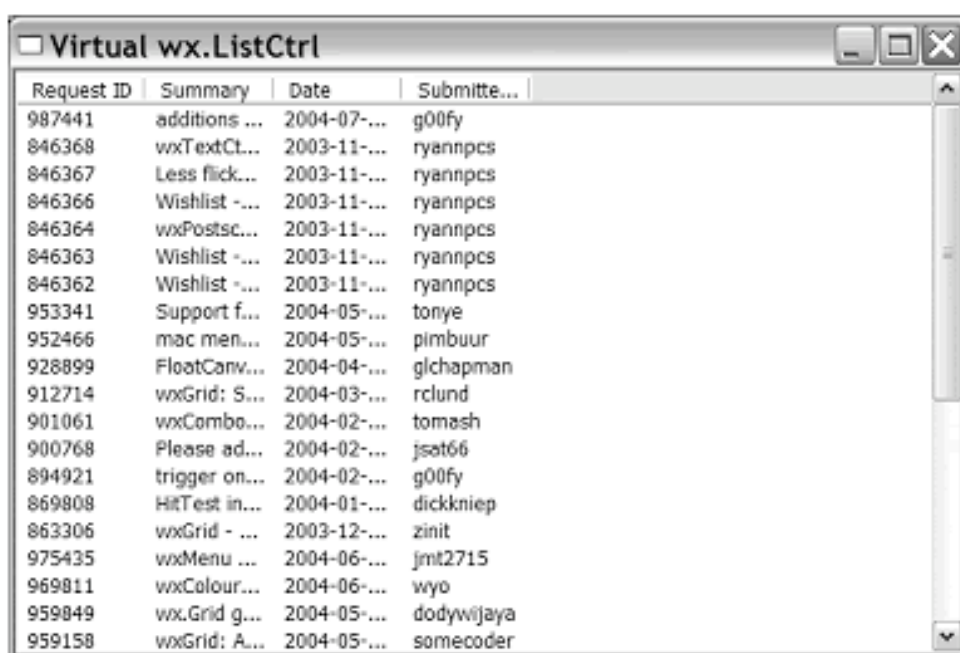 Virtual wx.ListCtrl
Request ID Summary Date Submitte...
987441 additions ... 2004-07-... g00fy
846368 wxTextCt... 2003-11-... ryannpcs
846367 Less flick... 2003-11-... ryannpcs
846366 Wishlist -... 2003-11-... ryannpcs
846364 wxPostsc... 2003-11-... ryannpcs
846363 Wishlist -... 2003-11-... ryannpcs
846362 Wishlist -... 2003-11-... ryannpcs
953341 Support f... 2004-05-... tonye
952466 mac men... 2004-05-... pimbuur
928899 FloatCanv... 2004-04-... glchapman
912714 wxGrid: S... 2004-03-... rclund
901061 wxCombo... 2004-02-... tomash
900768 Please ad... 2004-02-... jsat66
894921 trigger on... 2004-02-... g00fy
869808 HitTest in... 2004-01-... dickkniep
863306 wxGrid - ... 2003-12-... zinit
975435 wxMenu ... 2004-06-... jmt2715
969811 wxColour... 2004-06-... wyo
959849 wx.Grid g... 2004-05-... dodywijaya
959158 wxGrid: A... 2004-05-... somecoder